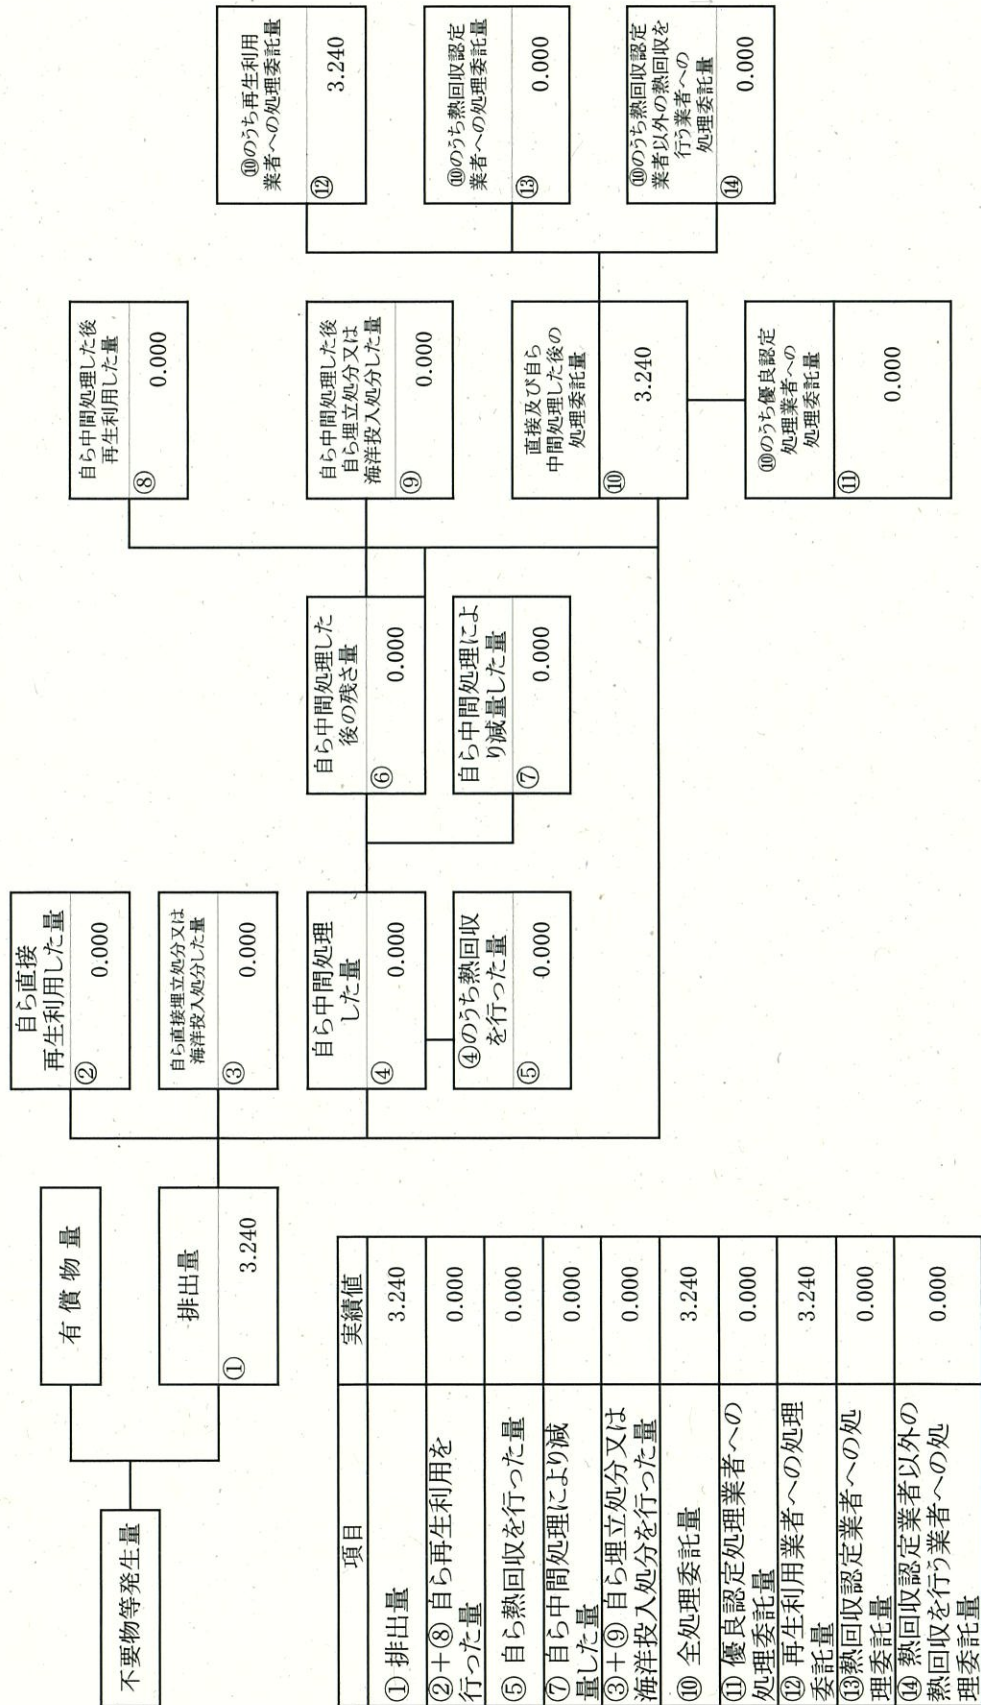 不要物等発生量
有償物量
排出量
① 3.240
自ら直接
再生利用した量
② 0.000
自ら直接埋立処分又は
海洋投入処分した量
③ 0.000
自ら中間処理
した量
④ 0.000
④のうち熱回収
を行った量
⑤ 0.000
自ら中間処理した
後の残さ量
⑥ 0.000
自ら中間処理によ
り減量した量
⑦ 0.000
自ら中間処理した後
再生利用した量
⑧ 0.000
自ら中間処理した後
自ら埋立処分又は
海洋投入処分した量
⑨ 0.000
直接及び自ら
中間処理した後の
処理委託量
⑩ 3.240
⑩のうち優良認定
処理業者への
処理委託量
⑪ 0.000
⑩のうち再生利用
業者への処理委託量
⑫ 3.240
⑩のうち熱回収認定
業者への処理委託量
⑬ 0.000
⑩のうち熱回収認定
業者以外の熱回収を
行う業者への
処理委託量
⑭ 0.000
項目 実績値
① 排出量 3.240
②+⑧ 自ら再生利用を
行った量 0.000
⑤ 自ら熱回収を行った量 0.000
⑦ 自ら中間処理により減
量した量 0.000
③+⑨ 自ら埋立処分又は
海洋投入処分を行った量 0.000
⑩ 全処理委託量 3.240
⑪ 優良認定処理業者への
処理委託量 0.000
⑫ 再生利用業者への処理
委託量 3.240
⑬熱回収認定業者への処
理委託量 0.000
⑭ 熱回収認定業者以外の
熱回収を行う業者への処
理委託量 0.000